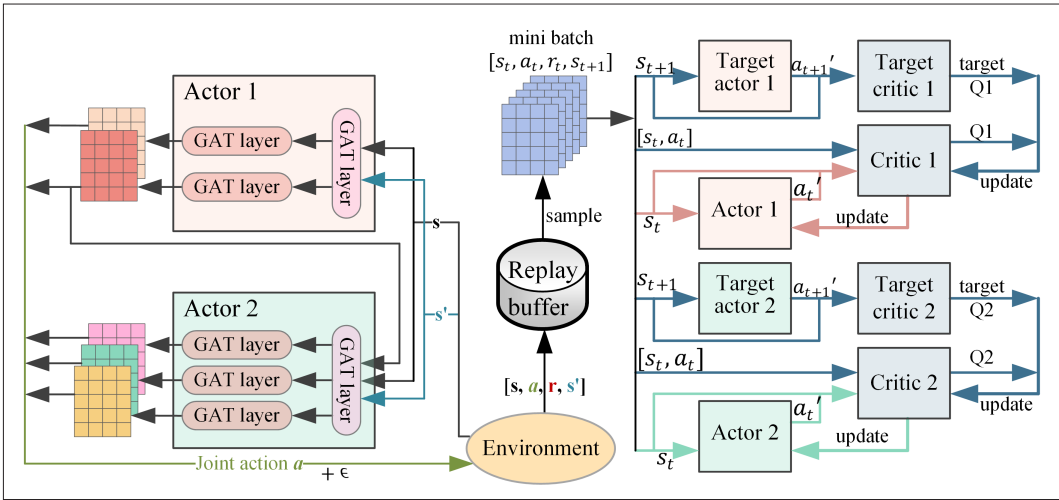 Actor 1
GAT layer
GAT layer
GAT layer
Actor 2
GAT layer
GAT layer
GAT layer
GAT layer
s
s'
Joint action a
+ ϵ
mini batch
[s_t, a_t, r_t, s_{t+1}]
sample
Replay
buffer
[s, a, r, s']
Environment
s_{t+1}
Target
actor 1
a_{t+1}'
Target
critic 1
target
Q1
[s_t, a_t]
Critic 1
Q1
update
s_t
Actor 1
a_t'
update
s_{t+1}
Target
actor 2
a_{t+1}'
Target
critic 2
target
Q2
[s_t, a_t]
Critic 2
Q2
update
s_t
Actor 2
a_t'
update